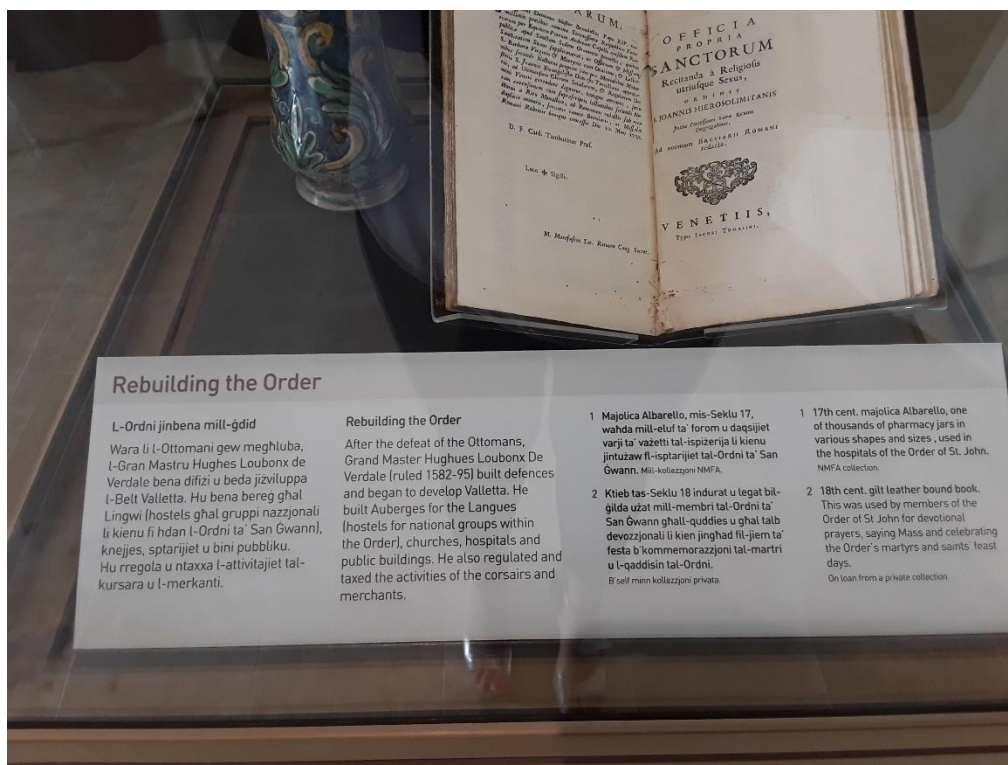 ARUM.
D. F. Card. Tamburinus Praef.
Loco ✠ Sigilli.
OFFICIA
PROPRIA
SANCTORUM
Recitanda à Religiosis
utriusque Sexus,
ORDINIS
S. JOANNIS HIEROSOLIMITANIS
Ad normam BREVIARII ROMANI
redacta.
VENETIIS,
Rebuilding the Order
L-Ordni jinbena mill-ġdid
Wara li l-Ottomani ġew megħluba,
l-Gran Mastru Hughes Loubonx de
Verdale bena difiżi u beda jiżviluppa
l-Belt Valletta. Hu bena bereġ għal
Lingwi (hostels għal gruppi nazzjonali
li kienu fi ħdan l-Ordni ta' San Ġwann),
knejjes, sptarijiet u bini pubbliku.
Hu rregola u ntaxxa l-attivitajiet tal-
kursara u l-merkanti.
Rebuilding the Order
After the defeat of the Ottomans,
Grand Master Hughues Loubonx De
Verdale (ruled 1582-95) built defences
and began to develop Valletta. He
built Auberges for the Langues
(hostels for national groups within
the Order), churches, hospitals and
public buildings. He also regulated and
taxed the activities of the corsairs and
merchants.
1 Majolica Albarello, mis-Seklu 17,
waħda mill-eluf ta' forom u daqsijiet
varji ta' vażetti tal-ispiżerija li kienu
jintużaw fl-isptarijiet tal-Ordni ta' San
Ġwann. Mill-kollezzjoni NMFA.
2 Ktieb tas-Seklu 18 indurat u legat bil-
ġilda użat mill-membri tal-Ordni ta'
San Ġwann għall-quddies u għal talb
devozzjonali li kien jingħad fil-jiem ta'
festa b'kommemorazzjoni tal-martri
u l-qaddisin tal-Ordni.
B'self minn kollezzjoni privata.
1 17th cent. majolica Albarello, one
of thousands of pharmacy jars in
various shapes and sizes , used in
the hospitals of the Order of St. John.
NMFA collection.
2 18th cent. gilt leather bound book.
This was used by members of the
Order of St John for devotional
prayers, saying Mass and celebrating
the Order's martyrs and saints' feast
days.
On loan from a private collection.